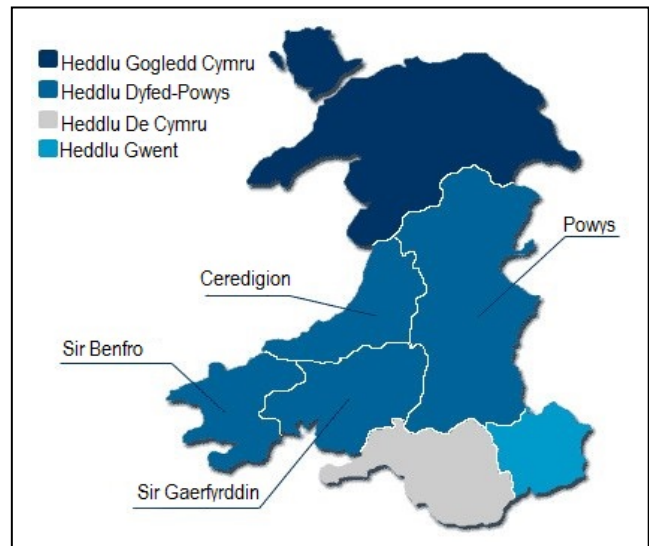 Heddlu Gogledd Cymru
Heddlu Dyfed-Powys
Heddlu De Cymru
Heddlu Gwent
Powys
Ceredigion
Sir Benfro
Sir Gaerfyrddin